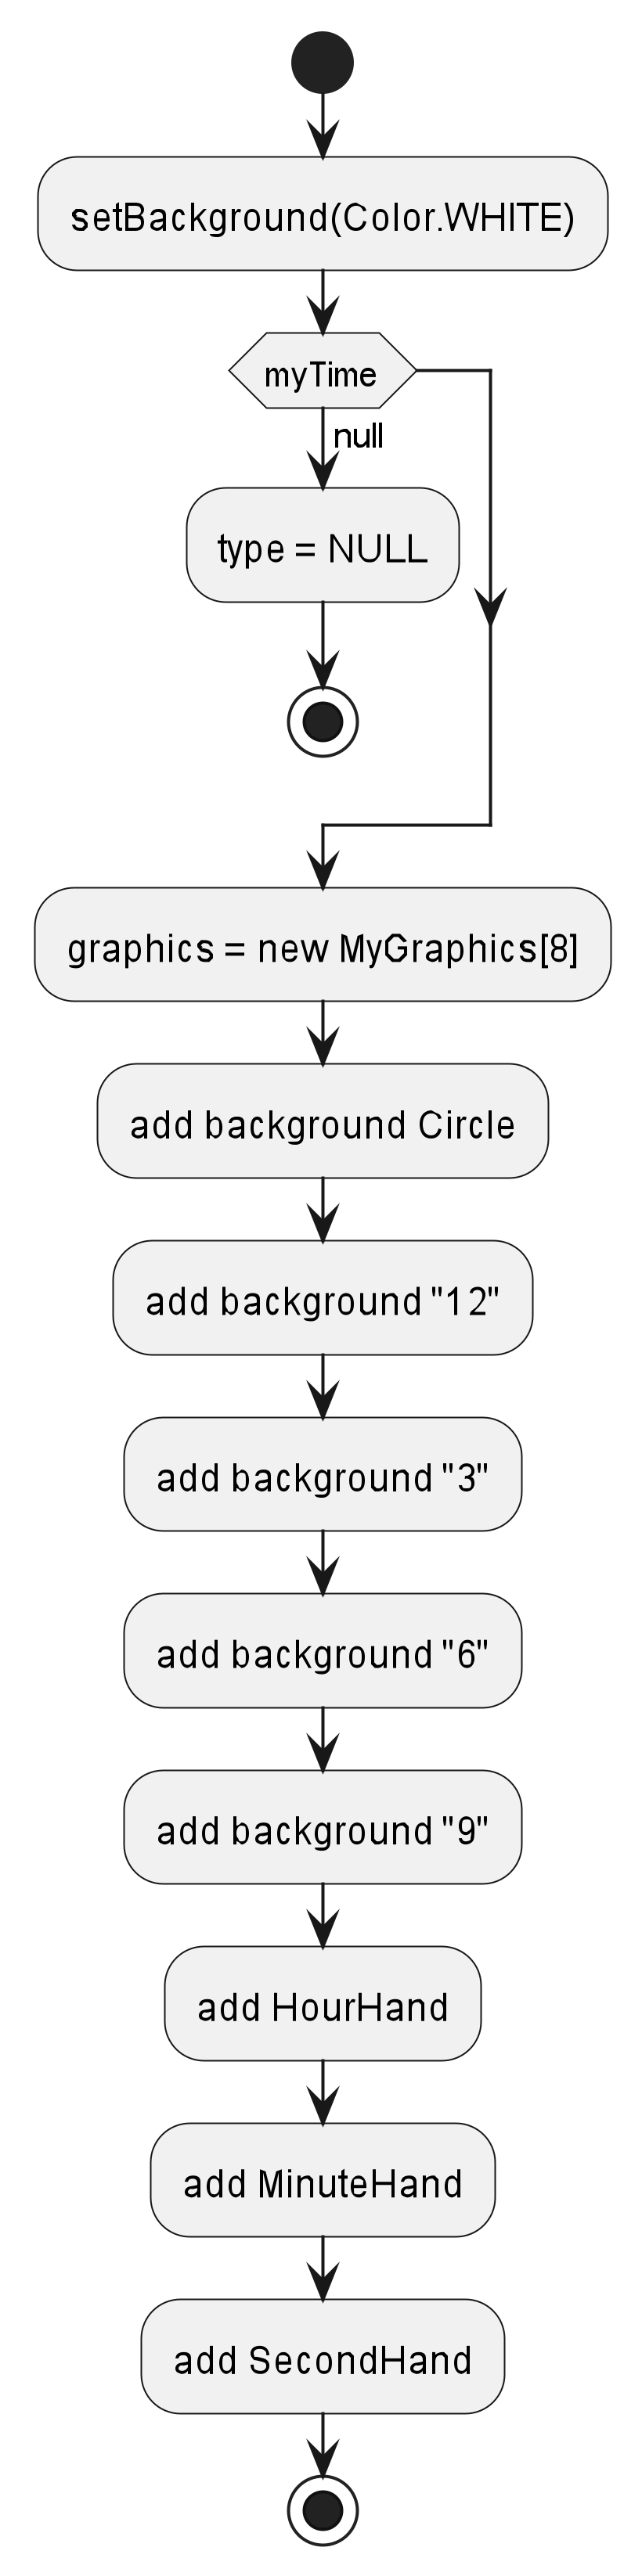 setBackground(Color.WHITE)
myTime
null
type = NULL
graphics = new MyGraphics[8]
add background Circle
add background "12"
add background "3"
add background "6"
add background "9"
add HourHand
add MinuteHand
add SecondHand